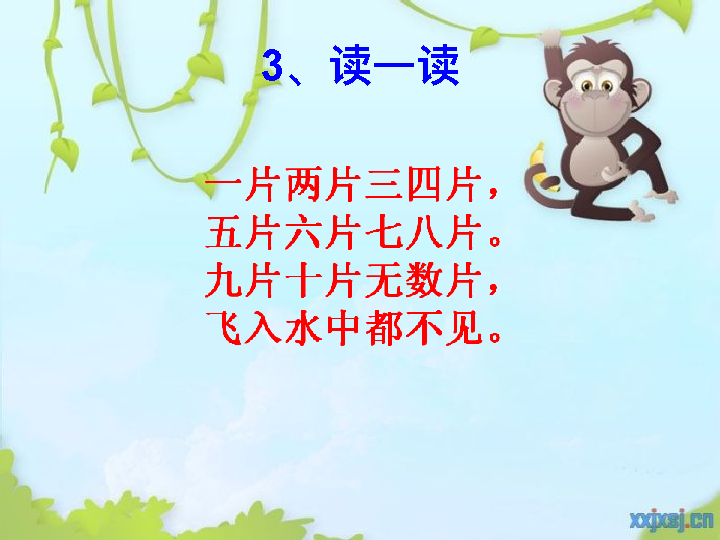 3、读一读
一片两片三四片，
五片六片七八片。
九片十片无数片，
飞入水中都不见。
xxjxsj.cn